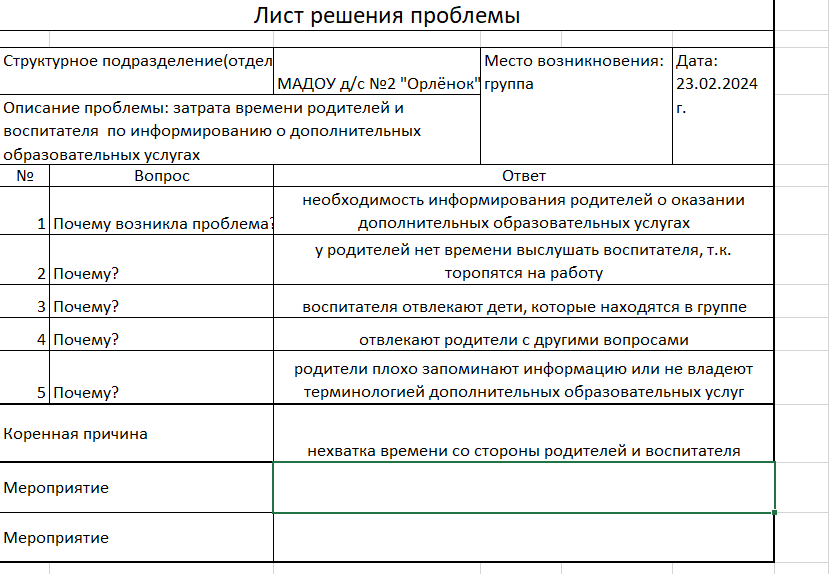 Лист решения проблемы
Структурное подразделение(отдел
МАДОУ д/с №2 "Орлёнок"
Место возникновения:
группа
Дата:
23.02.2024
г.
Описание проблемы: затрата времени родителей и
воспитателя по информированию о дополнительных
образовательных услугах
№ Вопрос Ответ
1 Почему возникла проблема? необходимость информирования родителей о оказании
дополнительных образовательных услугах
2 Почему? у родителей нет времени выслушать воспитателя, т.к.
торопятся на работу
3 Почему? воспитателя отвлекают дети, которые находятся в группе
4 Почему? отвлекают родители с другими вопросами
5 Почему? родители плохо запоминают информацию или не владеют
терминологией дополнительных образовательных услуг
Коренная причина
нехватка времени со стороны родителей и воспитателя
Мероприятие
Мероприятие